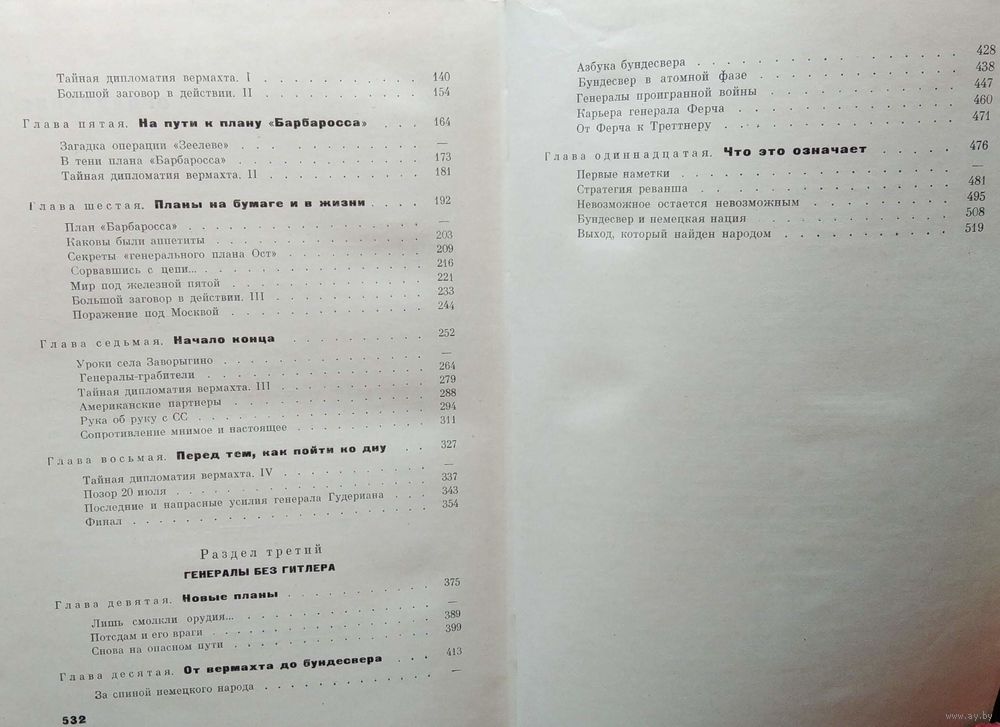 Тайная дипломатия вермахта. I . . . . . . . . . . 140
Большой заговор в действии. II . . . . . . . . . . 154
Глава пятая. На пути к плану «Барбаросса» . . . 164
Загадка операции «Зеелеве» . . . . . . . . . . —
В тени плана «Барбаросса» . . . . . . . . . . 173
Тайная дипломатия вермахта. II . . . . . . . . . . 181
Глава шестая. Планы на бумаге и в жизни . . . . 192
План «Барбаросса» . . . . . . . . . . —
Каковы были аппетиты . . . . . . . . . . 203
Секреты «генерального плана Ост» . . . . . . . . . . 209
Сорвавшись с цепи... . . . . . . . . . . 216
Мир под железной пятой . . . . . . . . . . 221
Большой заговор в действии. III . . . . . . . . . . 233
Поражение под Москвой . . . . . . . . . . 244
Глава седьмая. Начало конца . . . . . . . . . . 252
Уроки села Заворыгино . . . . . . . . . . —
Генералы-грабители . . . . . . . . . . 264
Тайная дипломатия вермахта. III . . . . . . . . . . 279
Американские партнеры . . . . . . . . . . 288
Рука об руку с СС . . . . . . . . . . 294
Сопротивление мнимое и настоящее . . . . . . . . . . 311
Глава восьмая. Перед тем, как пойти ко дну . . 327
Тайная дипломатия вермахта. IV . . . . . . . . . . —
Позор 20 июля . . . . . . . . . . 337
Последние и напрасные усилия генерала Гудериана . . . 343
Финал . . . . . . . . . . 354
Раздел третий
ГЕНЕРАЛЫ БЕЗ ГИТЛЕРА
Глава девятая. Новые планы . . . . . . . . . . 375
Лишь смолкли орудия... . . . . . . . . . . —
Потсдам и его враги . . . . . . . . . . 389
Снова на опасном пути . . . . . . . . . . 399
Глава десятая. От вермахта до бундесвера . . . 413
За спиной немецкого народа . . . . . . . . . . —
532
Азбука бундесвера . . . . . . . . . . 428
Бундесвер в атомной фазе . . . . . . . . . . 438
Генералы проигранной войны . . . . . . . . . . 447
Карьера генерала Ферча . . . . . . . . . . 460
От Ферча к Треттнеру . . . . . . . . . . 471
Глава одиннадцатая. Что это означает . . . . . 476
Первые наметки . . . . . . . . . . —
Стратегия реванша . . . . . . . . . . 481
Невозможное остается невозможным . . . . . . . . . . 495
Бундесвер и немецкая нация . . . . . . . . . . 508
Выход, который найден народом . . . . . . . . . . 519
www.ay.by